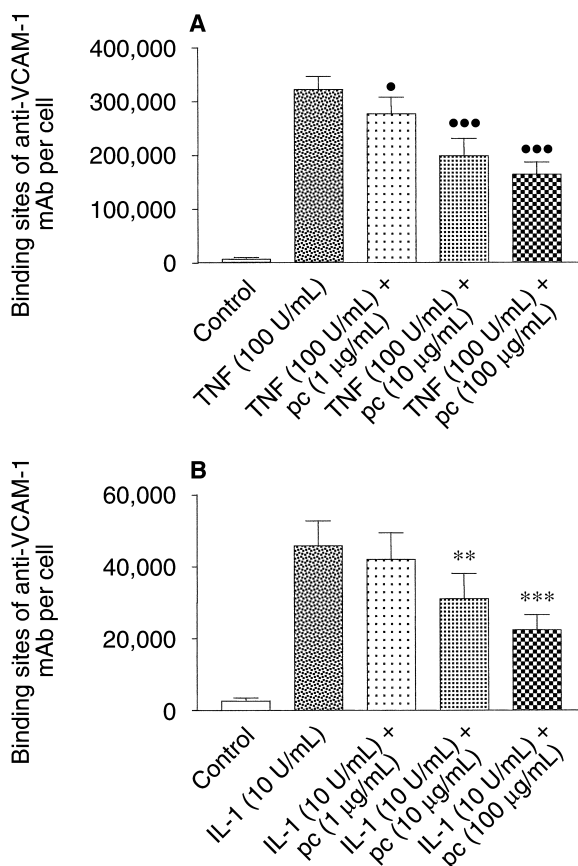 A
Binding sites of anti-VCAM-1
mAb per cell
400,000
300,000
200,000
100,000
0
•
•••
•••
Control
TNF (100 U/mL)
TNF (100 U/mL) +
pc (1 µg/mL)
TNF (100 U/mL) +
pc (10 µg/mL)
TNF (100 U/mL) +
pc (100 µg/mL)
B
Binding sites of anti-VCAM-1
mAb per cell
60,000
40,000
20,000
0
**
***
Control
IL-1 (10 U/mL)
IL-1 (10 U/mL) +
pc (1 µg/mL)
IL-1 (10 U/mL) +
pc (10 µg/mL)
IL-1 (10 U/mL) +
pc (100 µg/mL)